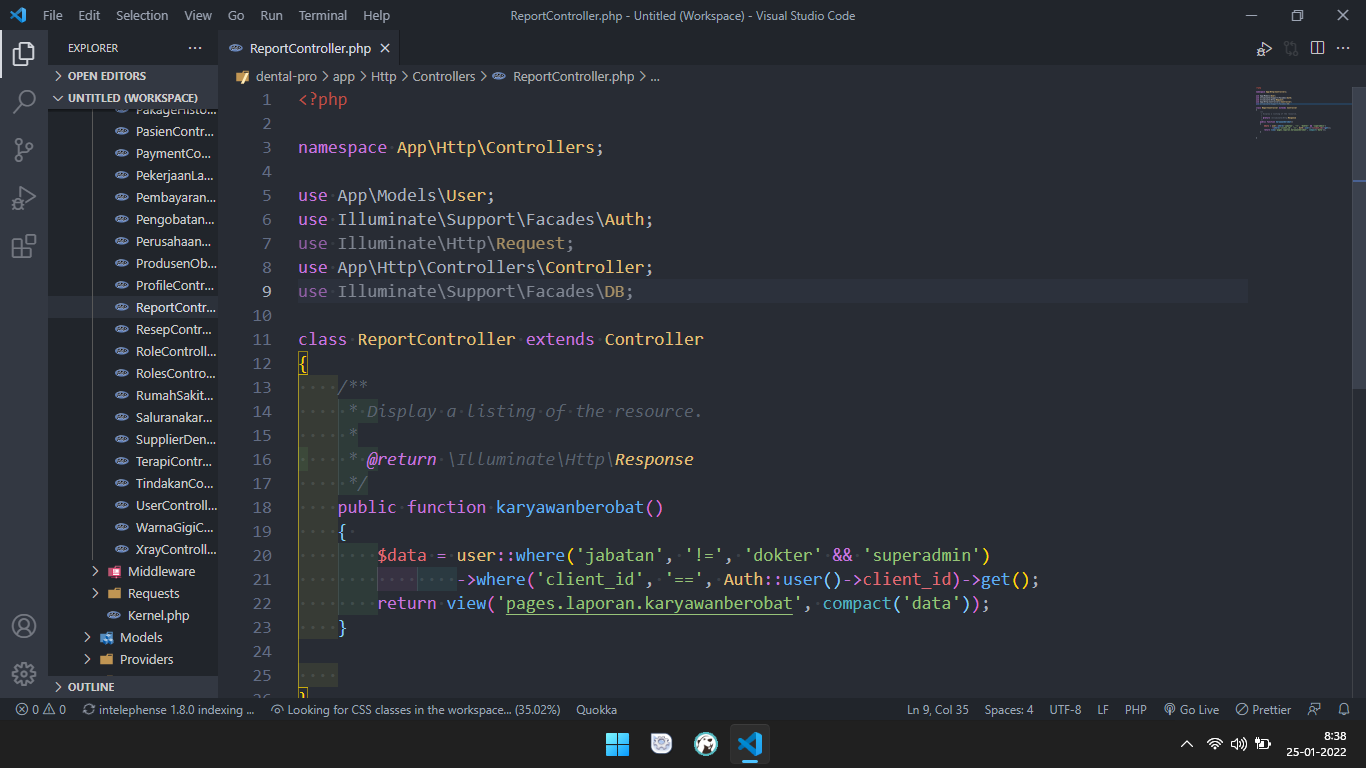 File Edit Selection View Go Run Terminal Help
ReportController.php - Untitled (Workspace) - Visual Studio Code
EXPLORER
OPEN EDITORS
UNTITLED (WORKSPACE)
PakageHisto...
PasienContr...
PaymentCo...
PekerjaanLa...
Pembayaran...
Pengobatan...
Perusahaan...
ProdusenOb...
ProfileContr...
ReportContr...
ResepContr...
RoleControll...
RolesContro...
RumahSakit...
Saluranakar...
SupplierDen...
TerapiContr...
TindakanCo...
UserControll...
WarnaGigiC...
XrayControll...
Middleware
Requests
Kernel.php
Models
Providers
OUTLINE
ReportController.php
dental-pro > app > Http > Controllers > ReportController.php > ...
1 <?php
2
3 namespace App\Http\Controllers;
4
5 use App\Models\User;
6 use Illuminate\Support\Facades\Auth;
7 use Illuminate\Http\Request;
8 use App\Http\Controllers\Controller;
9 use Illuminate\Support\Facades\DB;
10
11 class ReportController extends Controller
12 {
13 /**
14 * Display a listing of the resource.
15 *
16 * @return \Illuminate\Http\Response
17 */
18 public function karyawanberobat()
19 {
20 $data = user::where('jabatan', '!=', 'dokter' && 'superadmin')
21 ->where('client_id', '==', Auth::user()->client_id)->get();
22 return view('pages.laporan.karyawanberobat', compact('data'));
23 }
24
25
26 }
0 0 intelephense 1.8.0 indexing ... Looking for CSS classes in the workspace... (35.02%) Quokka
Ln 9, Col 35 Spaces: 4 UTF-8 LF PHP Go Live Prettier
8:38
25-01-2022